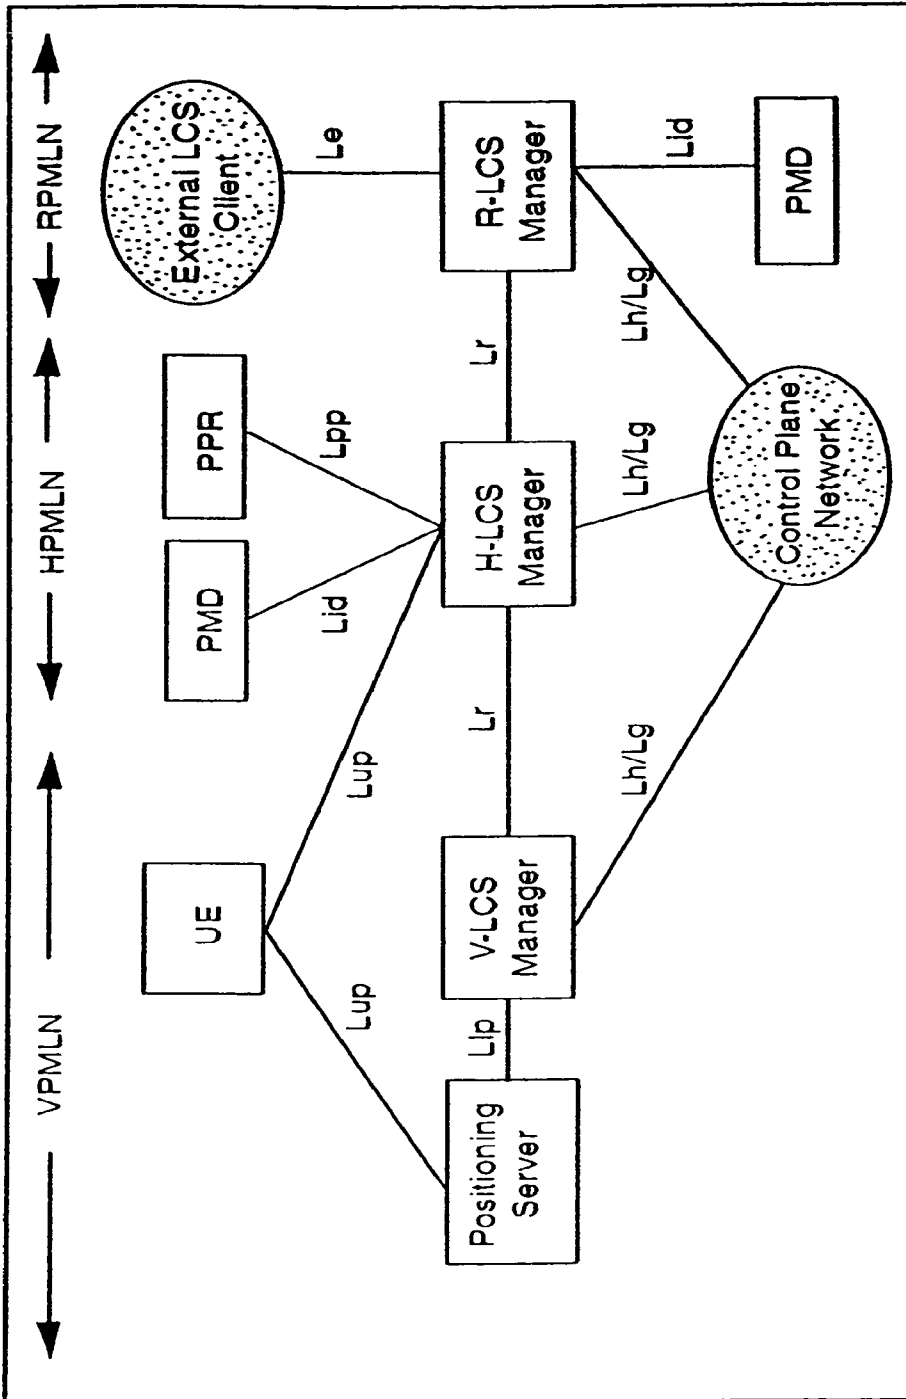 VPMLN
HPMLN
RPMLN
UE
PMD
PPR
External LCS
Client
Lup
Lup
Lid
Lpp
Le
Positioning
Server
Llp
V-LCS
Manager
Lr
H-LCS
Manager
Lr
R-LCS
Manager
Lh/Lg
Lh/Lg
Lh/Lg
Lid
Control Plane
Network
PMD